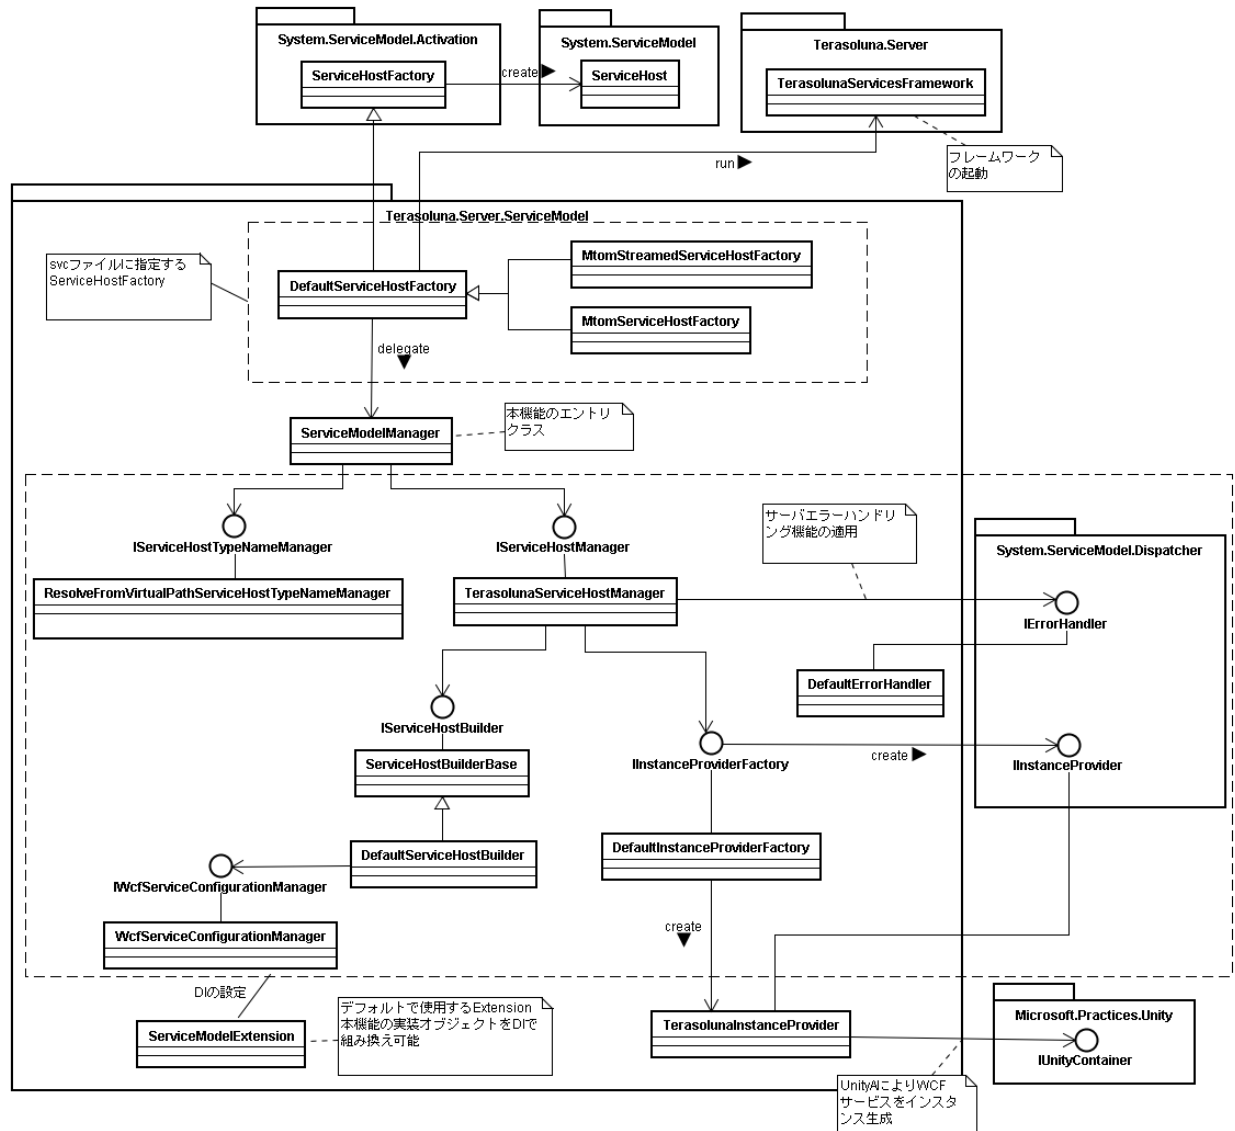 System.ServiceModel.Activation
ServiceHostFactory
create
System.ServiceModel
ServiceHost
Terasoluna.Server
TerasolunaServicesFramework
run
フレームワーク
の起動
Terasoluna.Server.ServiceModel
svcファイルに指定する
ServiceHostFactory
DefaultServiceHostFactory
MtomStreamedServiceHostFactory
MtomServiceHostFactory
delegate
ServiceModelManager
本機能のエントリ
クラス
IServiceHostTypeNameManager
ResolveFromVirtualPathServiceHostTypeNameManager
IServiceHostManager
TerasolunaServiceHostManager
サーバエラーハンドリ
ング機能の適用
System.ServiceModel.Dispatcher
IErrorHandler
DefaultErrorHandler
IServiceHostBuilder
ServiceHostBuilderBase
IInstanceProviderFactory
create
IInstanceProvider
DefaultServiceHostBuilder
DefaultInstanceProviderFactory
IWcfServiceConfigurationManager
WcfServiceConfigurationManager
create
DIの設定
ServiceModelExtension
デフォルトで使用するExtension
本機能の実装オブジェクトをDIで
組み換え可能
TerasolunaInstanceProvider
Microsoft.Practices.Unity
IUnityContainer
UnityAIによりWCF
サービスをインスタ
ンス生成